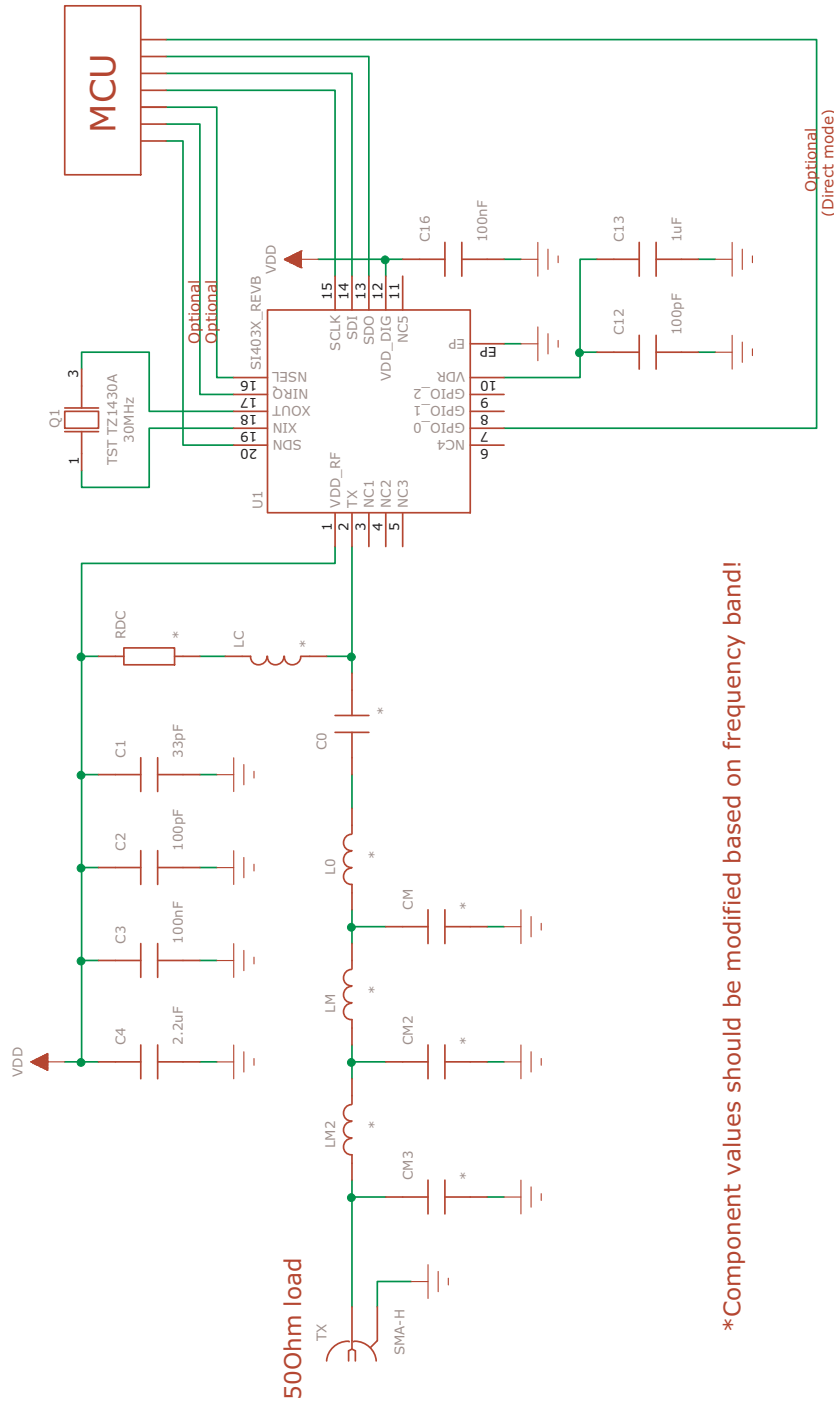 50Ohm load
TX
SMA-H
VDD
C4
2.2uF
C3
100nF
C2
100pF
C1
33pF
RDC
*
LC
*
C0
*
L0
*
LM
*
LM2
*
CM
*
CM2
*
CM3
*
U1
SI403X_REVB
1
VDD_RF
2
TX
3
NC1
4
NC2
5
NC3
6
NC4
7
GPIO_0
8
GPIO_1
9
GPIO_2
10
VDR
EP
EP
11
NC5
12
VDD_DIG
13
SDO
14
SDI
15
SCLK
16
NSEL
17
NIRQ
18
XOUT
19
XIN
20
SDN
Q1
1
3
TST TZ1430A
30MHz
Optional
Optional
MCU
VDD
C16
100nF
C12
100pF
C13
1uF
Optional
(Direct mode)
*Component values should be modified based on frequency band!